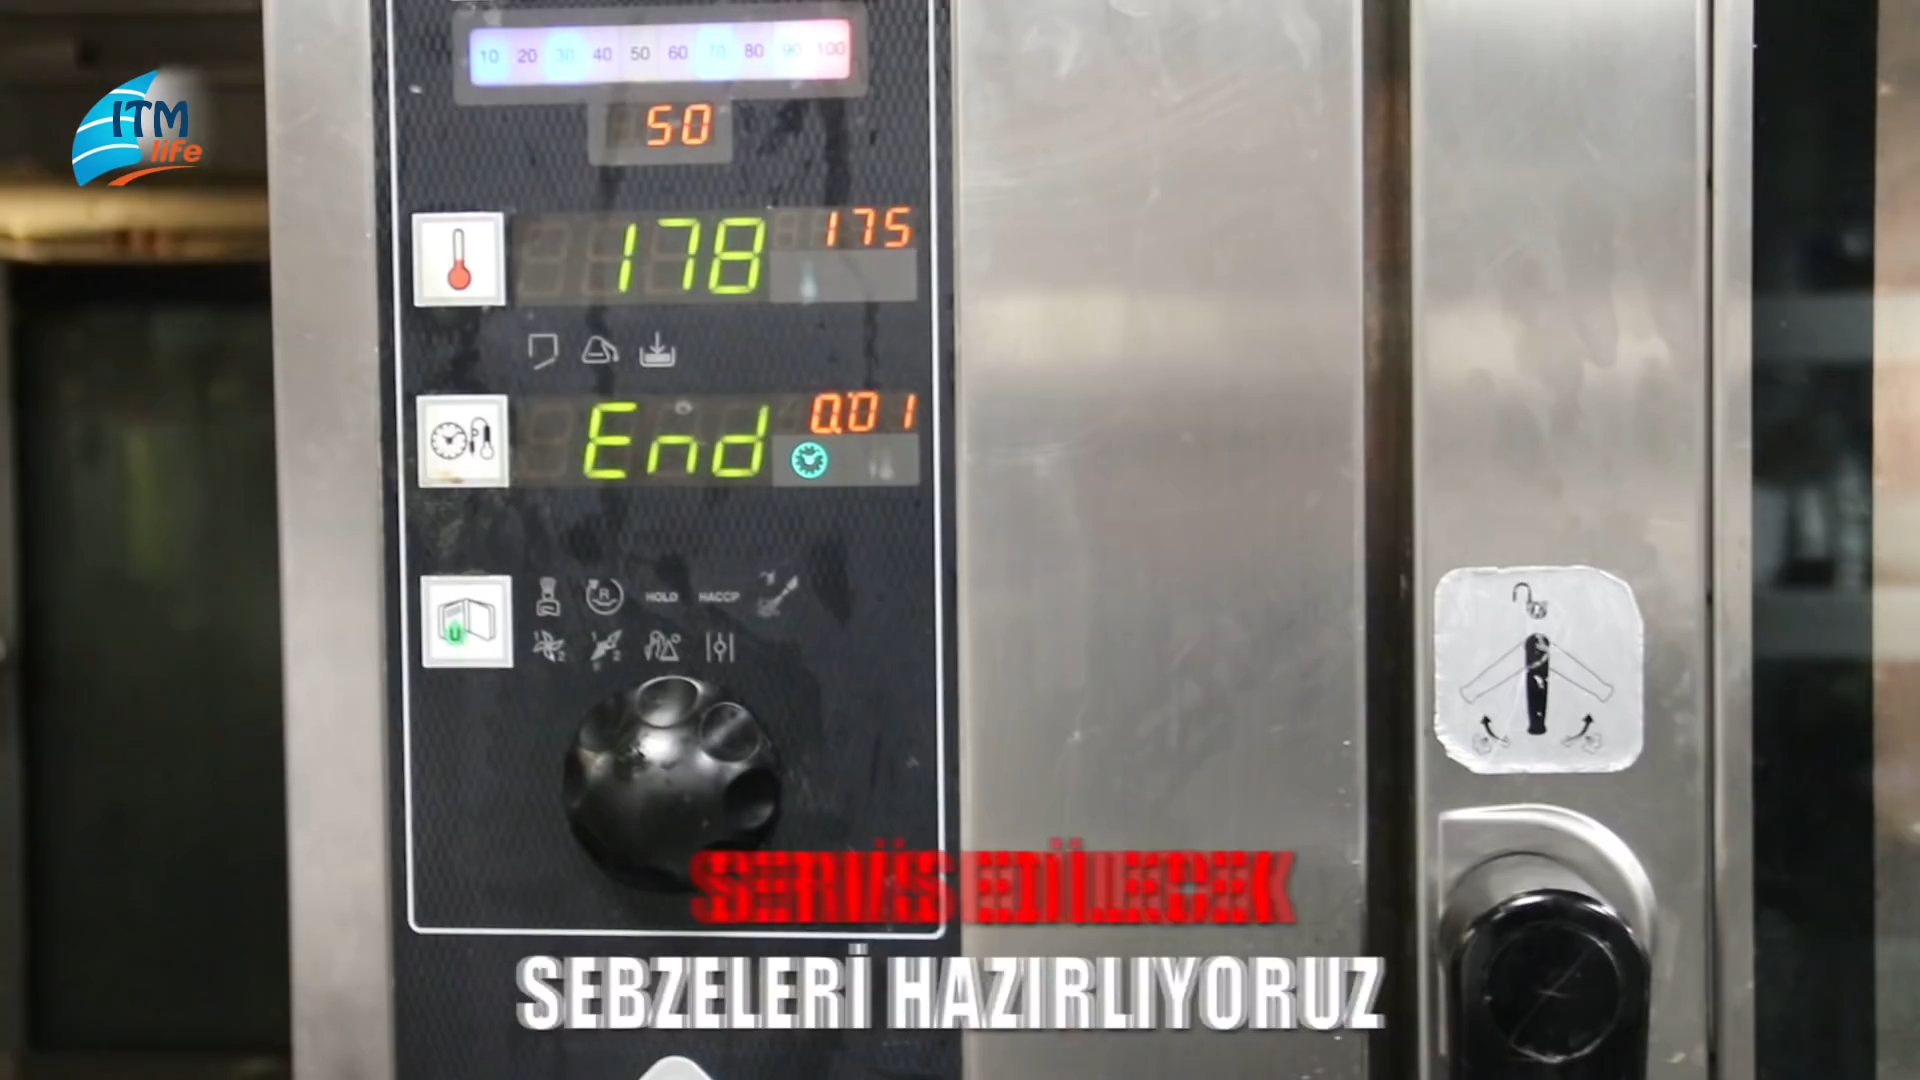 10 20 30 40 50 60 70 80 90 100
ITM
life
50
178 175
End 0:01
R HOLD HACCP
U
SERVİS EDİLECEK
SEBZELERİ HAZIRLIYORUZ